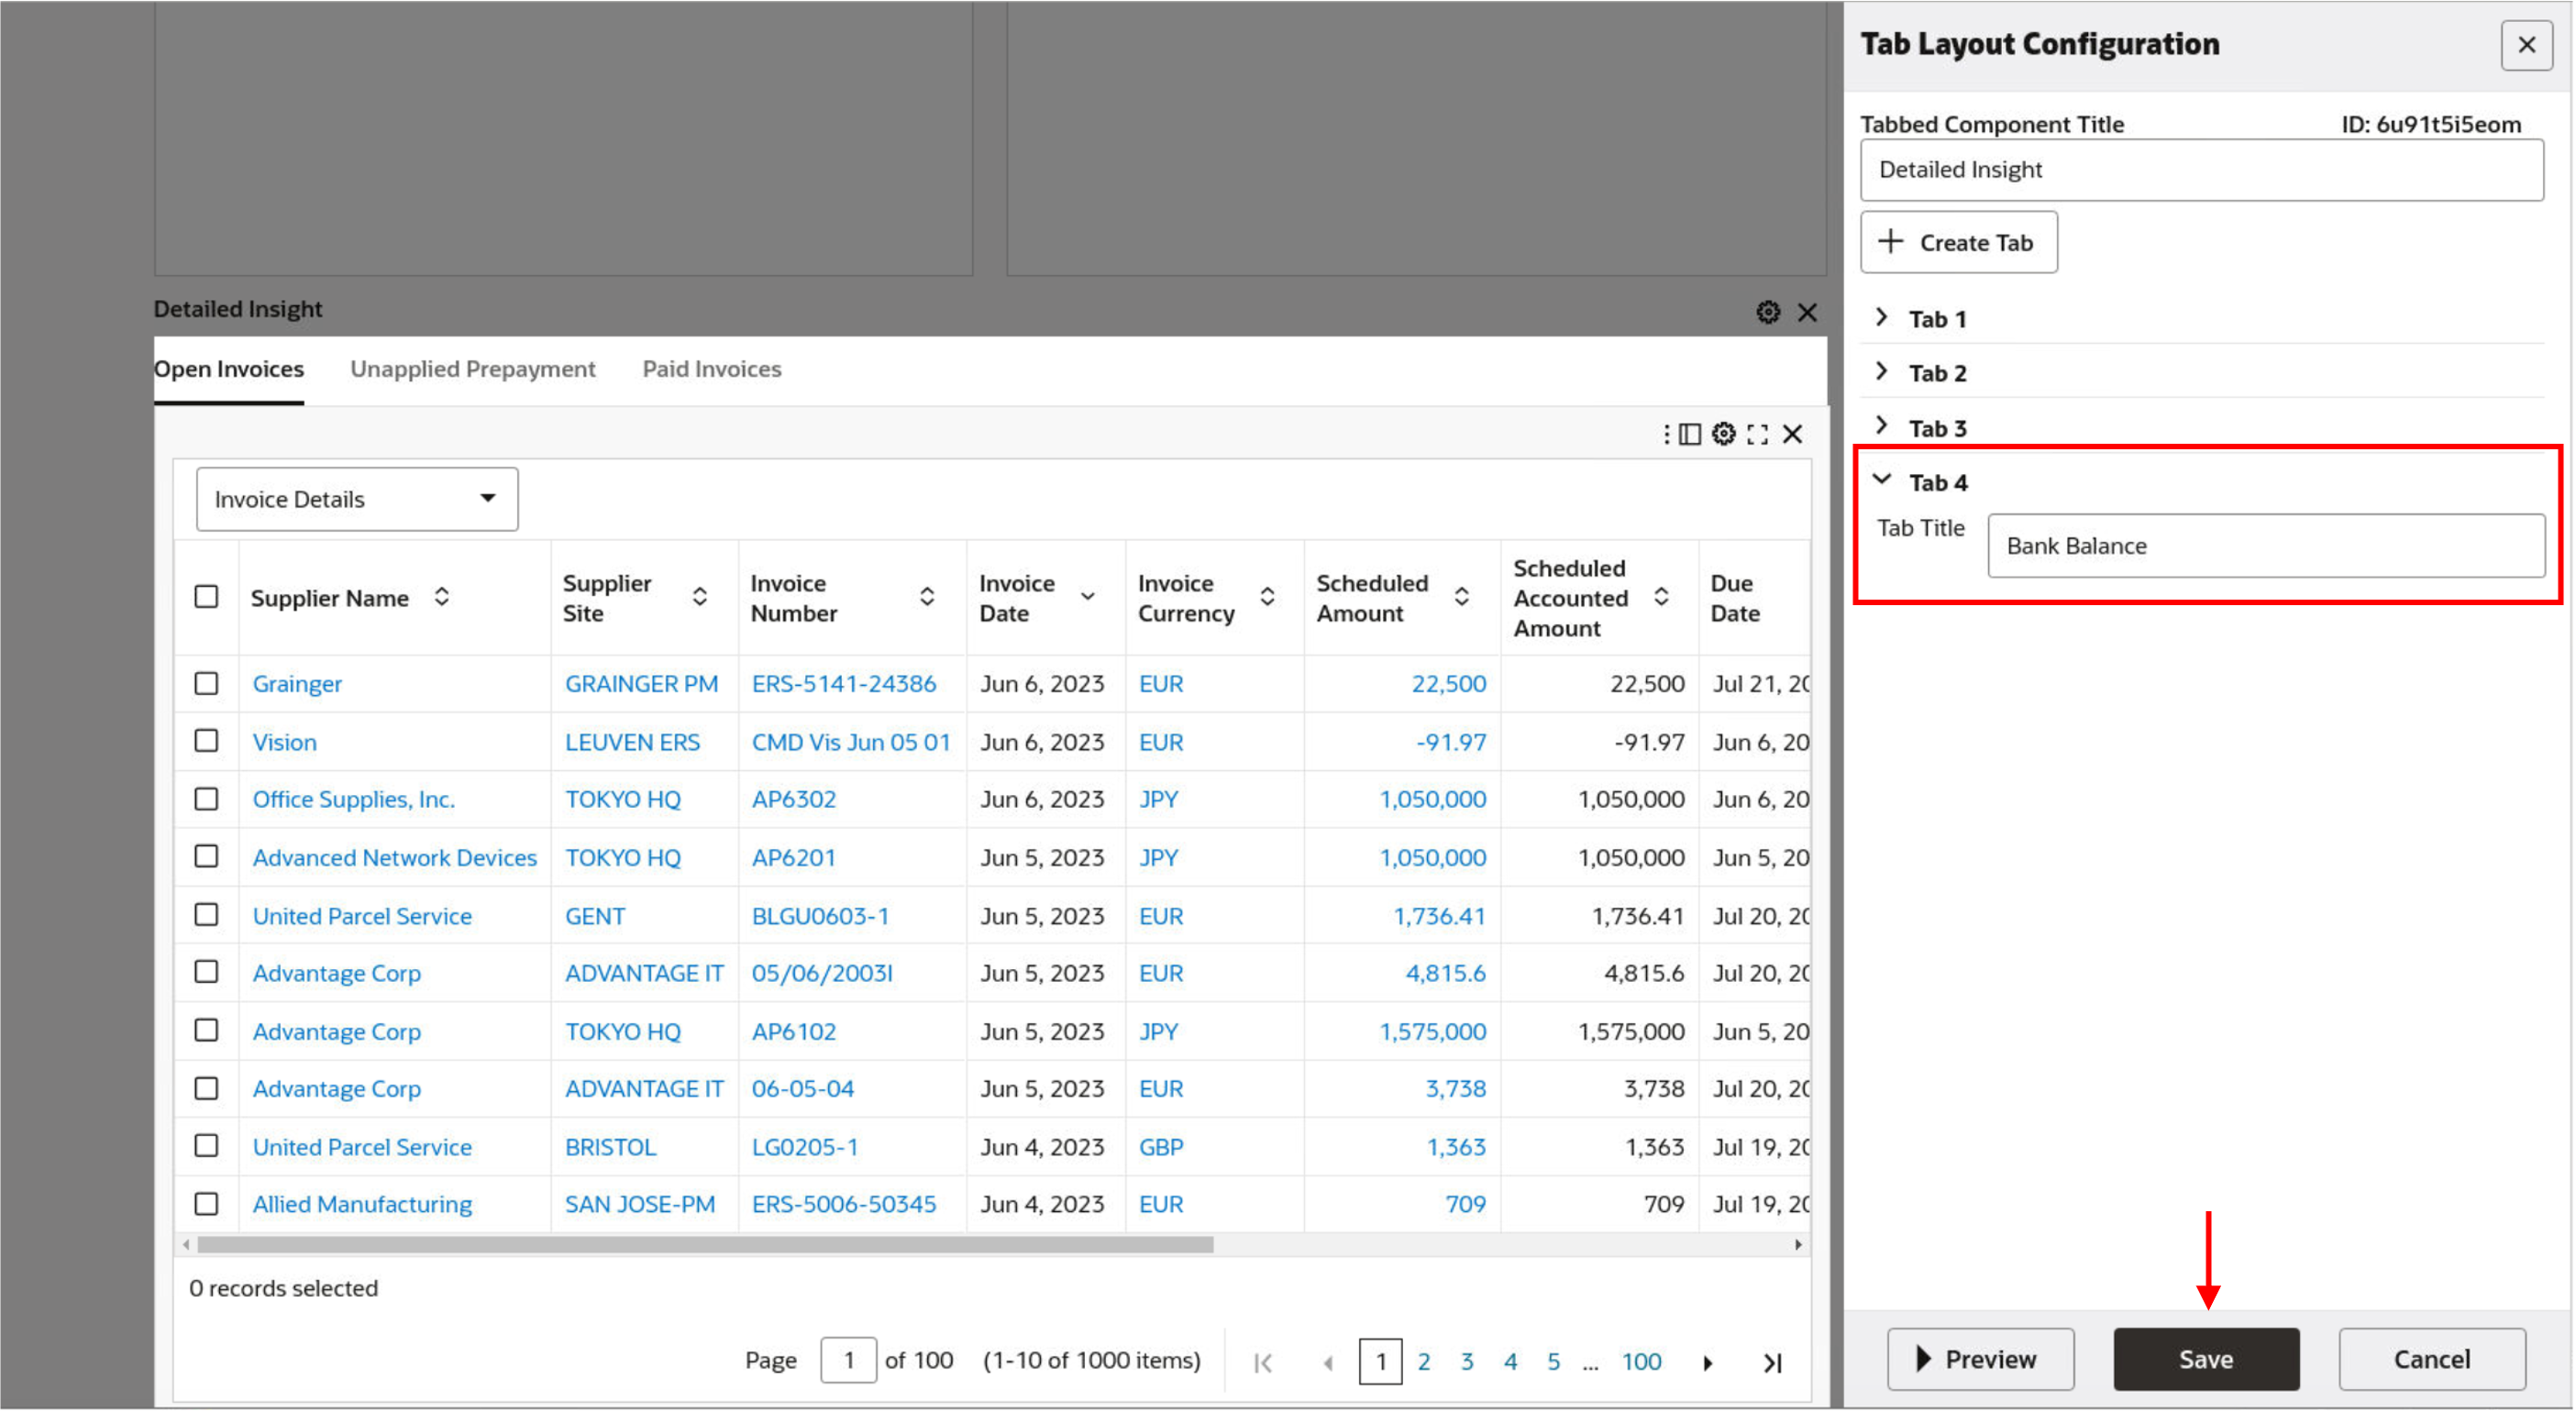 Tab Layout Configuration
Tabbed Component Title ID: 6u91t5i5eom
Detailed Insight
Create Tab
Tab 1
Tab 2
Tab 3
Tab 4
Tab Title Bank Balance
Preview Save Cancel
Detailed Insight
Open Invoices Unapplied Prepayment Paid Invoices
Invoice Details
Supplier Name Supplier Site Invoice Number Invoice Date Invoice Currency Scheduled Amount Scheduled Accounted Amount Due Date
Grainger GRAINGER PM ERS-5141-24386 Jun 6, 2023 EUR 22,500 22,500 Jul 21, 20
Vision LEUVEN ERS CMD Vis Jun 05 01 Jun 6, 2023 EUR -91.97 -91.97 Jun 6, 20
Office Supplies, Inc. TOKYO HQ AP6302 Jun 6, 2023 JPY 1,050,000 1,050,000 Jun 6, 20
Advanced Network Devices TOKYO HQ AP6201 Jun 5, 2023 JPY 1,050,000 1,050,000 Jun 5, 20
United Parcel Service GENT BLGU0603-1 Jun 5, 2023 EUR 1,736.41 1,736.41 Jul 20, 20
Advantage Corp ADVANTAGE IT 05/06/2003I Jun 5, 2023 EUR 4,815.6 4,815.6 Jul 20, 20
Advantage Corp TOKYO HQ AP6102 Jun 5, 2023 JPY 1,575,000 1,575,000 Jun 5, 20
Advantage Corp ADVANTAGE IT 06-05-04 Jun 5, 2023 EUR 3,738 3,738 Jul 20, 20
United Parcel Service BRISTOL LG0205-1 Jun 4, 2023 GBP 1,363 1,363 Jul 19, 20
Allied Manufacturing SAN JOSE-PM ERS-5006-50345 Jun 4, 2023 EUR 709 709 Jul 19, 20
0 records selected
Page 1 of 100 (1-10 of 1000 items) 1 2 3 4 5 ... 100